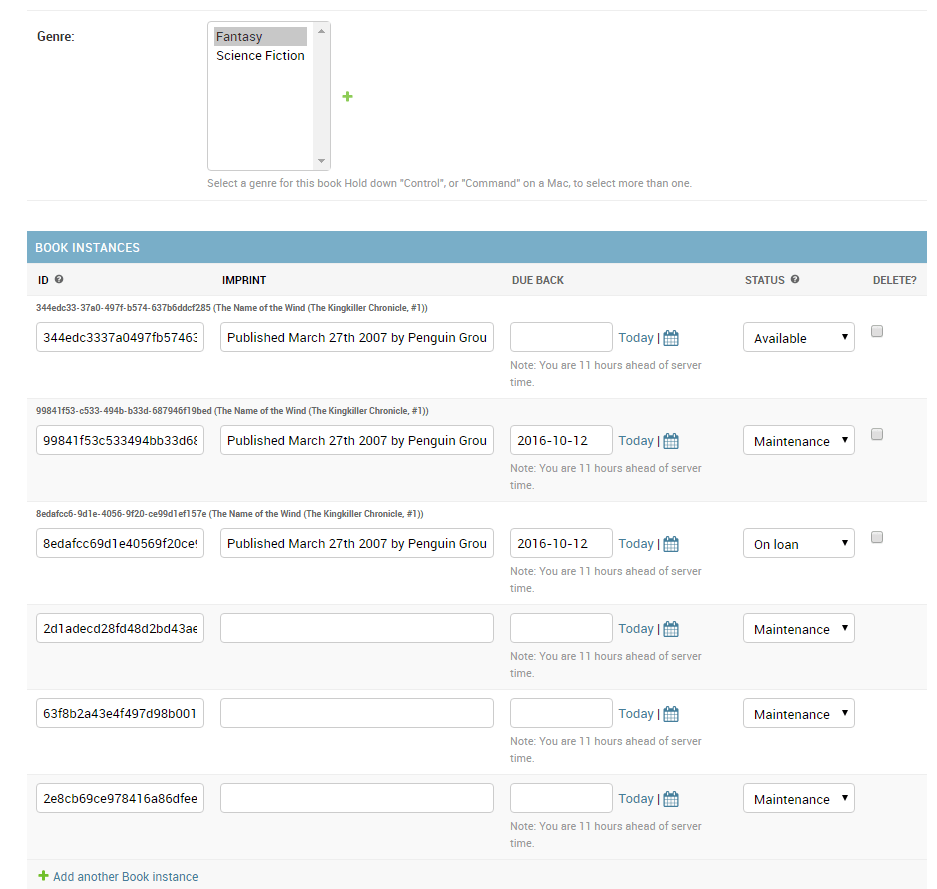 Genre:
Fantasy
Science Fiction
Select a genre for this book Hold down "Control", or "Command" on a Mac, to select more than one.
BOOK INSTANCES
ID ? IMPRINT DUE BACK STATUS ? DELETE?
344edc33-37a0-497f-b574-637b6ddcf285 (The Name of the Wind (The Kingkiller Chronicle, #1))
344edc3337a0497fb57463 Published March 27th 2007 by Penguin Grou Today | Available
Note: You are 11 hours ahead of server
time.
99841f53-c533-494b-b33d-687946f19bed (The Name of the Wind (The Kingkiller Chronicle, #1))
99841f53c533494bb33d68 Published March 27th 2007 by Penguin Grou 2016-10-12 Today | Maintenance
Note: You are 11 hours ahead of server
time.
8edafcc6-9d1e-4056-9f20-ce99d1ef157e (The Name of the Wind (The Kingkiller Chronicle, #1))
8edafcc69d1e40569f20ce9 Published March 27th 2007 by Penguin Grou 2016-10-12 Today | On loan
Note: You are 11 hours ahead of server
time.
2d1adecd28fd48d2bd43ae Today | Maintenance
Note: You are 11 hours ahead of server
time.
63f8b2a43e4f497d98b001 Today | Maintenance
Note: You are 11 hours ahead of server
time.
2e8cb69ce978416a86dfee Today | Maintenance
Note: You are 11 hours ahead of server
time.
Add another Book instance